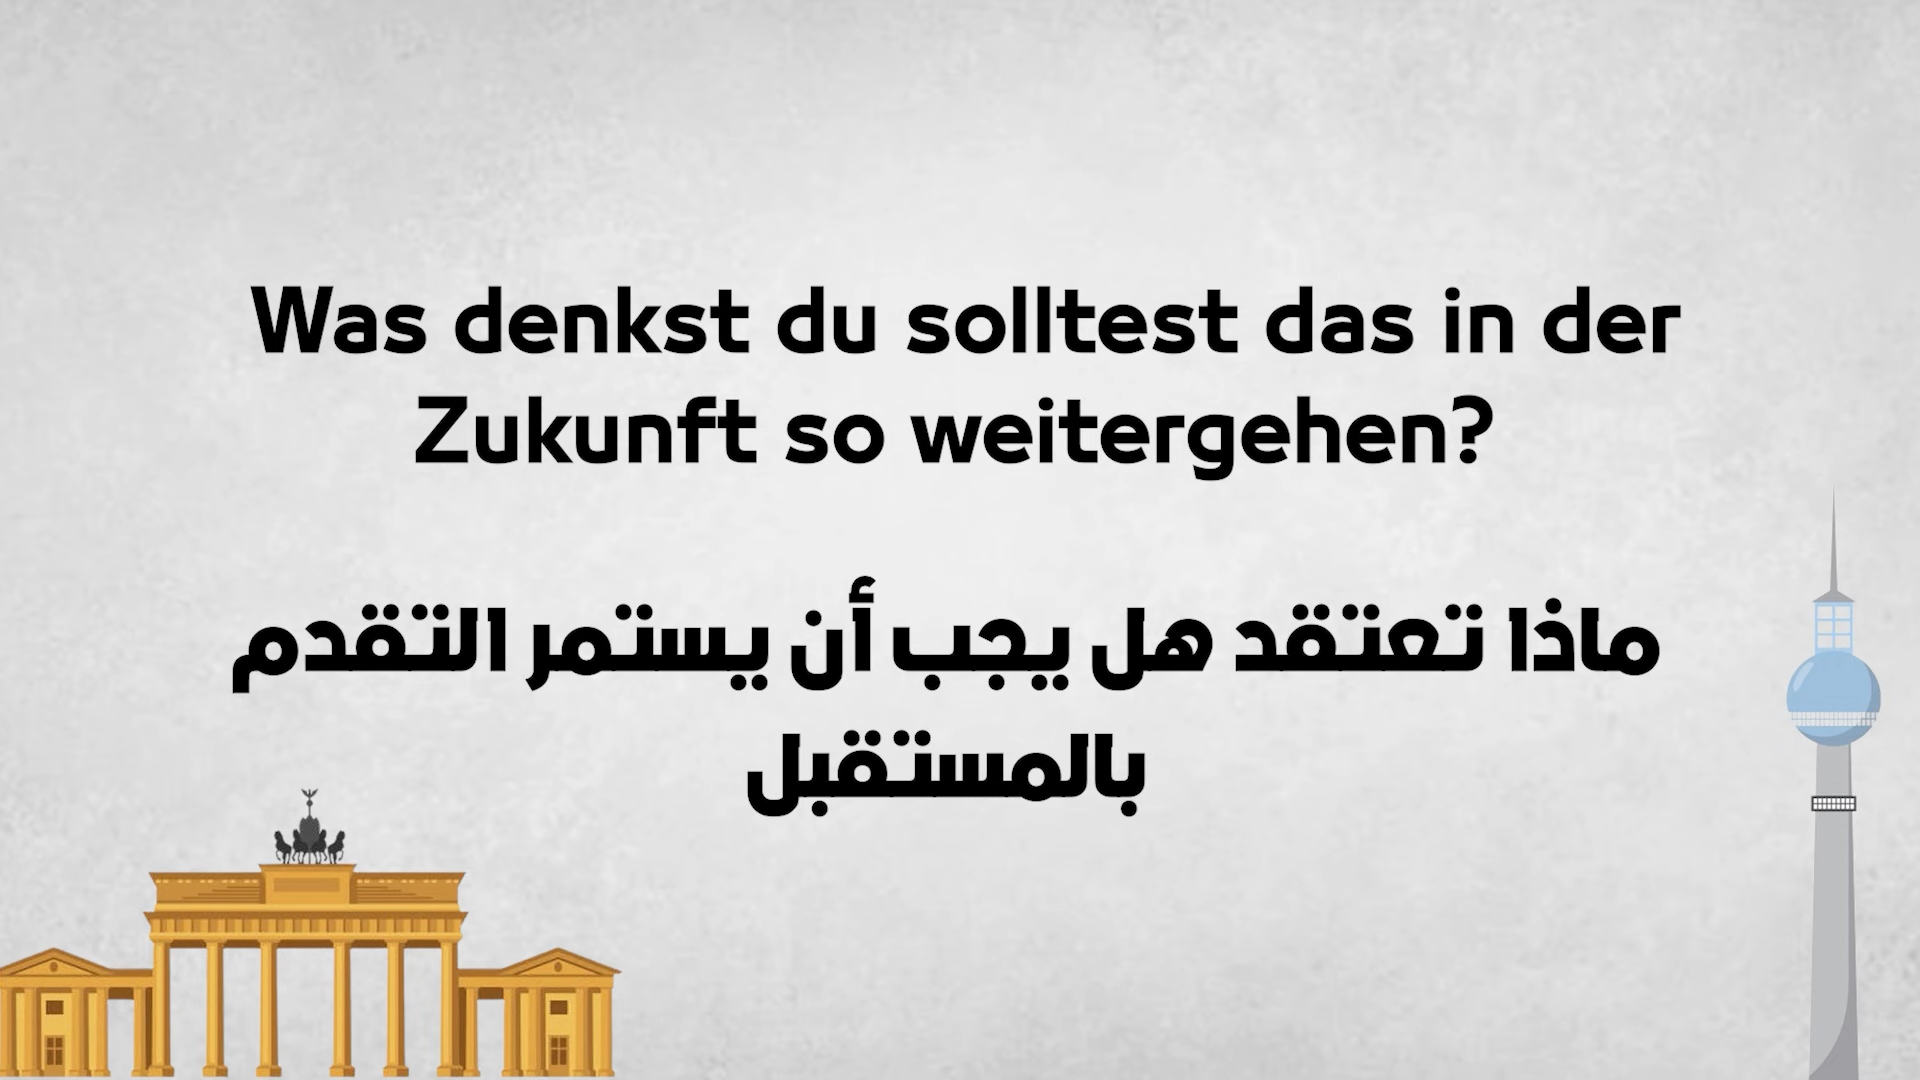 Was denkst du solltest das in der
Zukunft so weitergehen?
ماذا تعتقد هل يجب أن يستمر التقدم
بالمستقبل